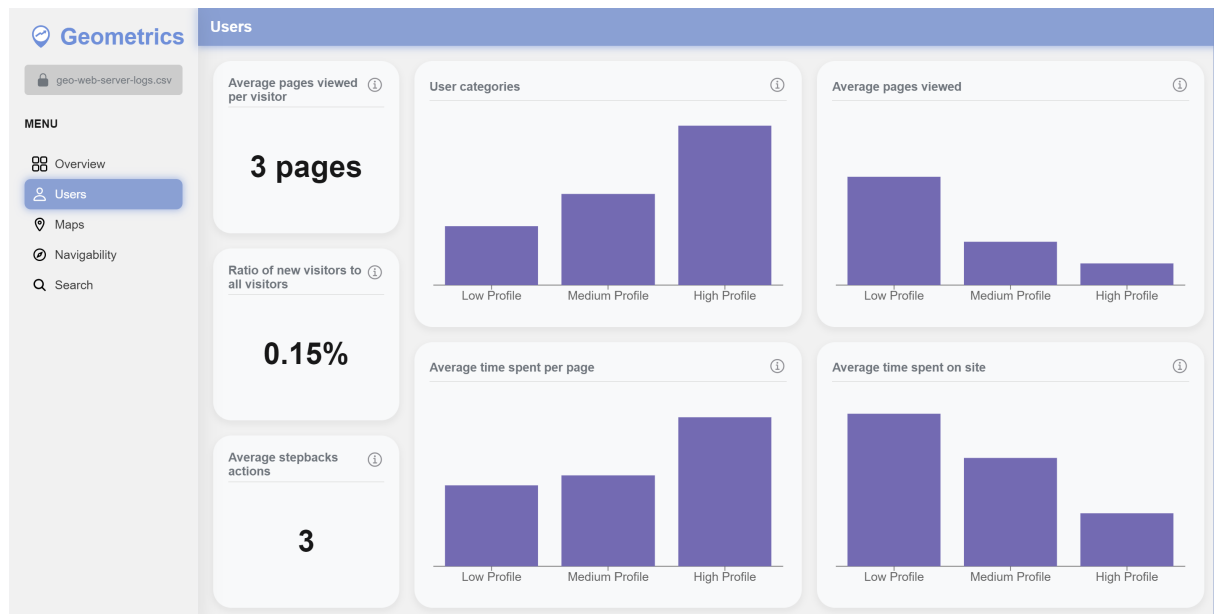 Geometrics
geo-web-server-logs.csv
MENU
Overview
Users
Maps
Navigability
Search
Users
Average pages viewed
per visitor
3 pages
Ratio of new visitors to
all visitors
0.15%
Average stepbacks
actions
3
User categories
Low Profile
Medium Profile
High Profile
Average pages viewed
Low Profile
Medium Profile
High Profile
Average time spent per page
Low Profile
Medium Profile
High Profile
Average time spent on site
Low Profile
Medium Profile
High Profile